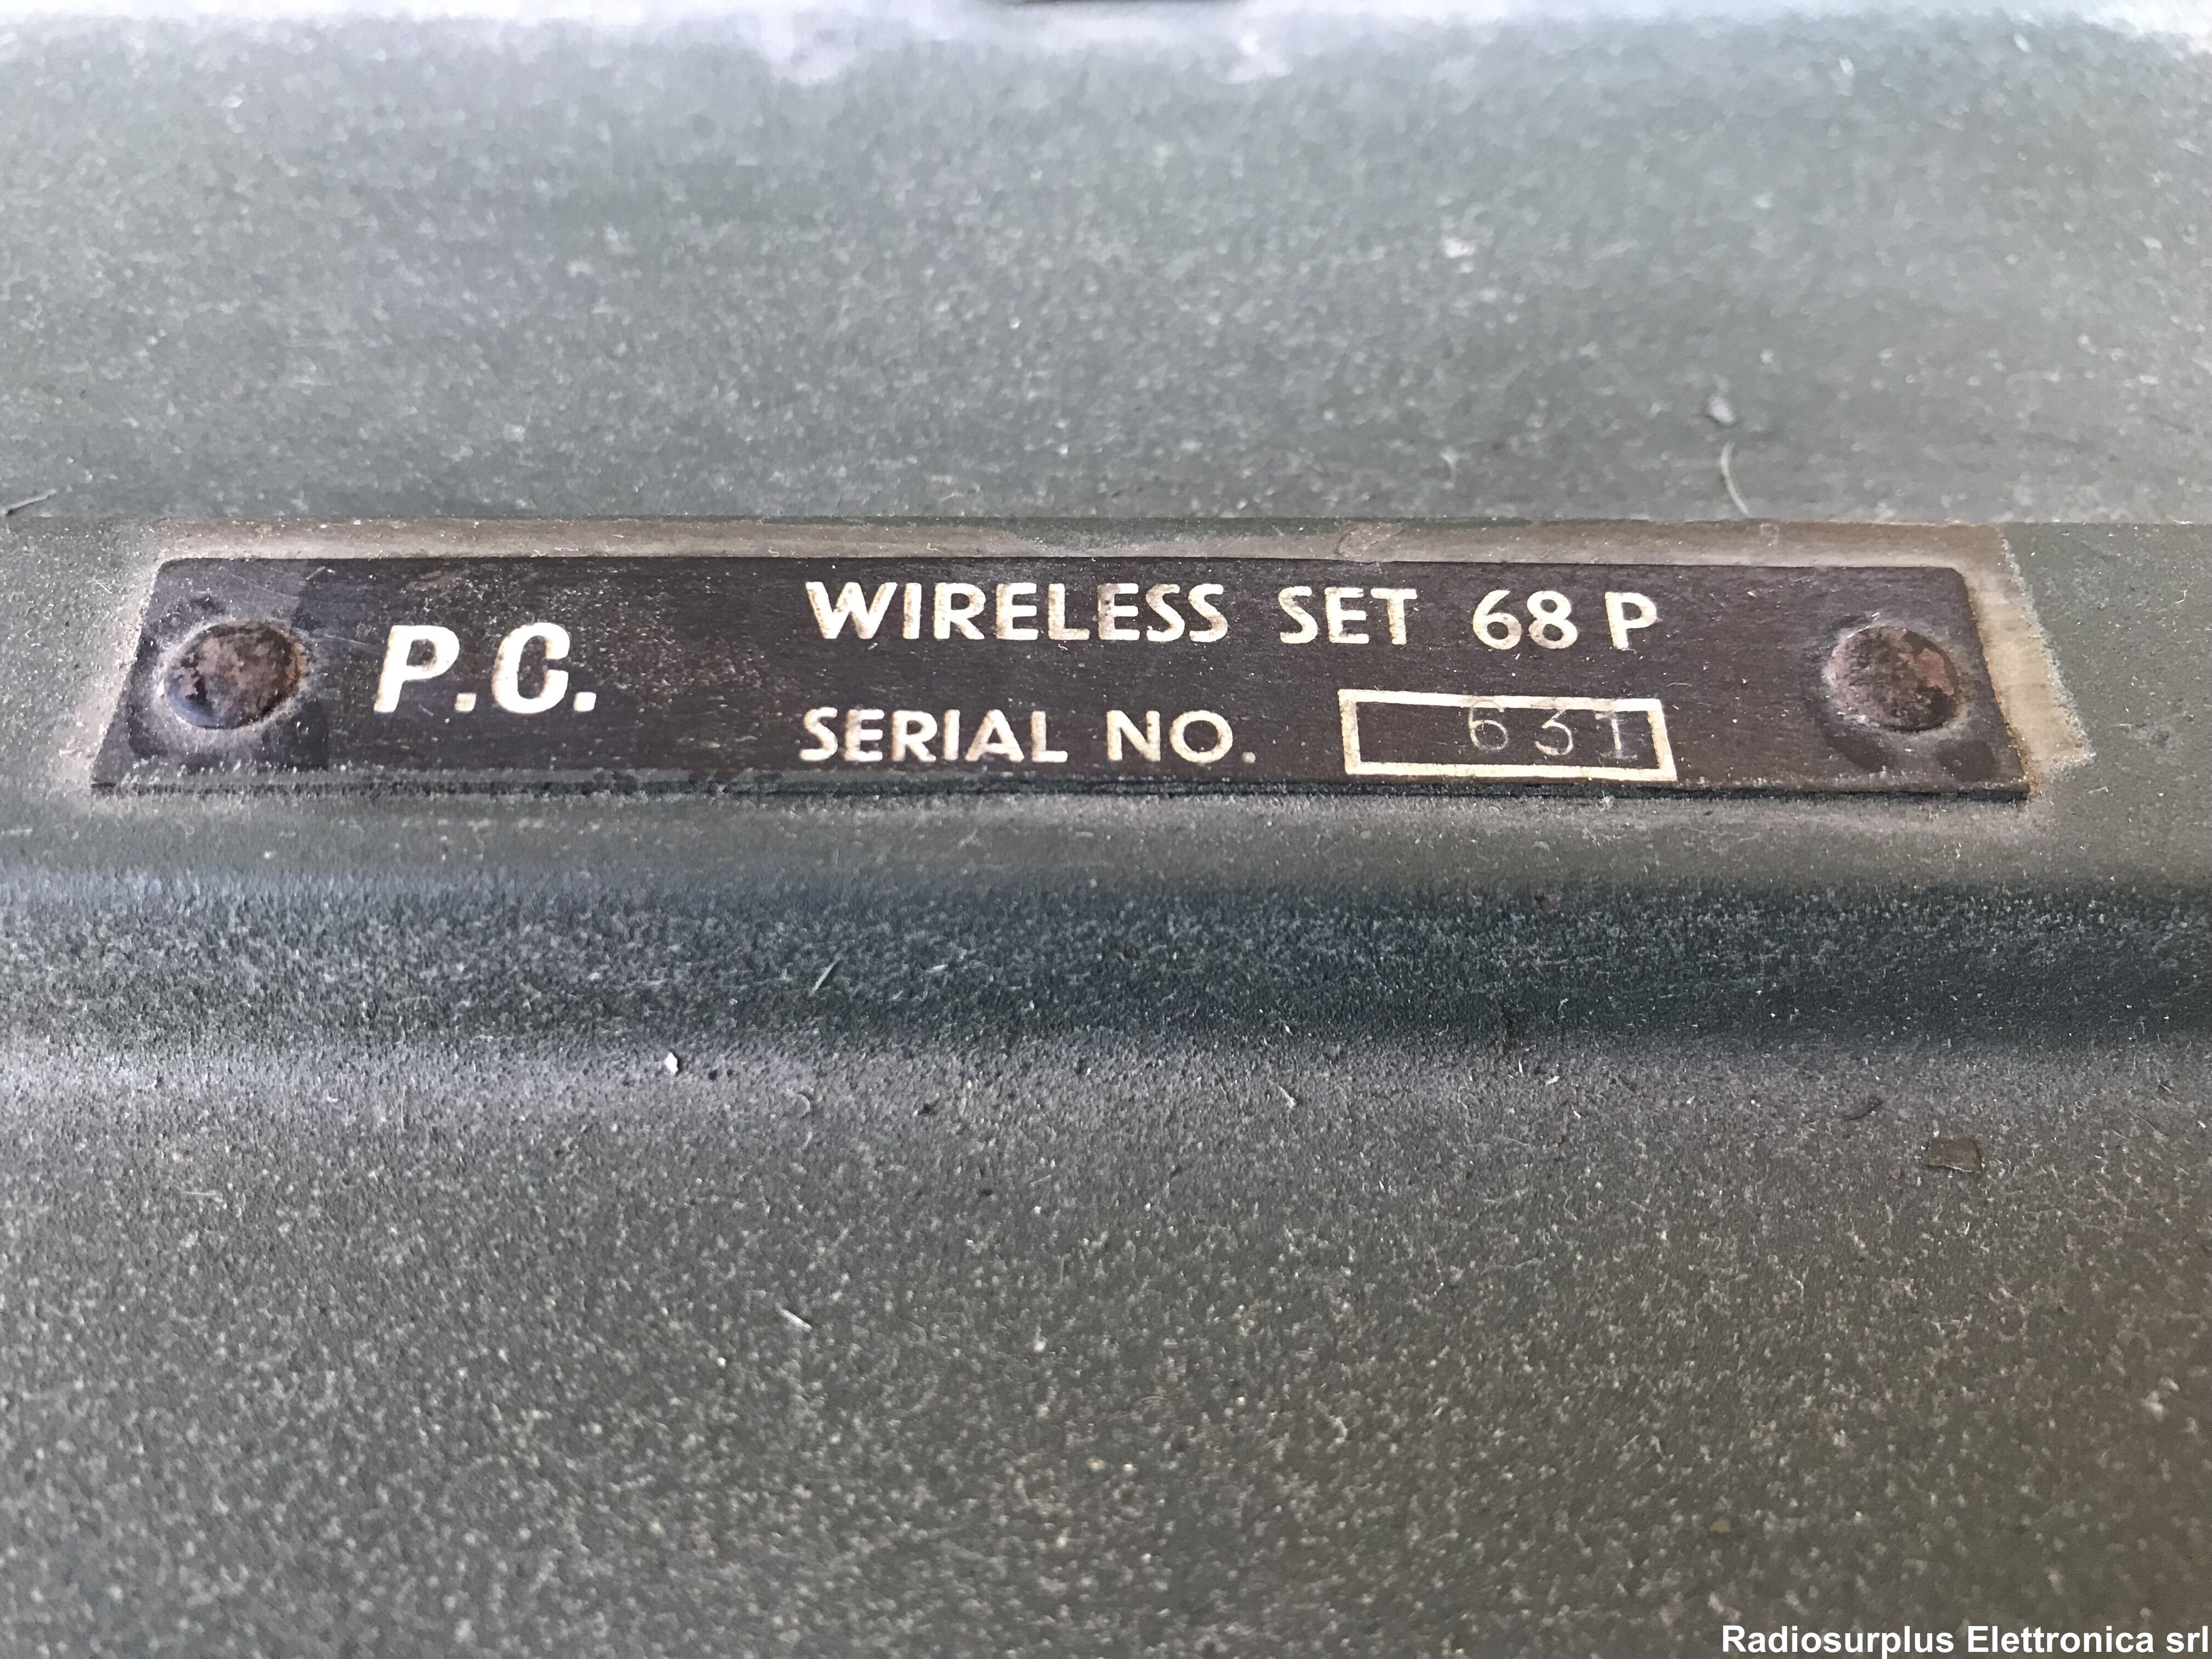 P.C.
WIRELESS SET 68 P
SERIAL NO. 631
Radiosurplus Elettronica srl